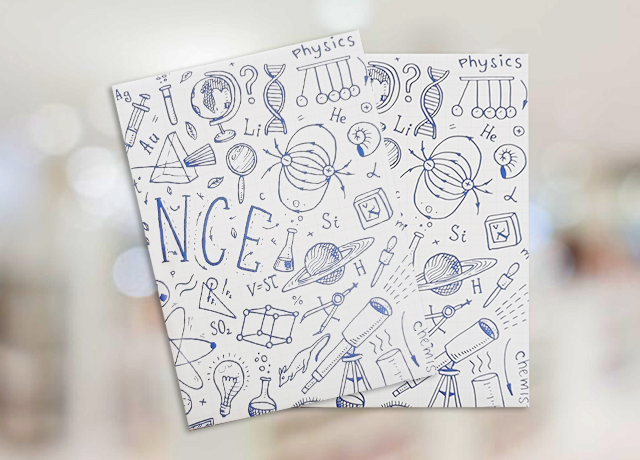 physics
Ag
Au
Li
He
α
NCE
Si
V=St
H
%
SO₂
chemis
physics
Li
He
α
Si
H
chemis